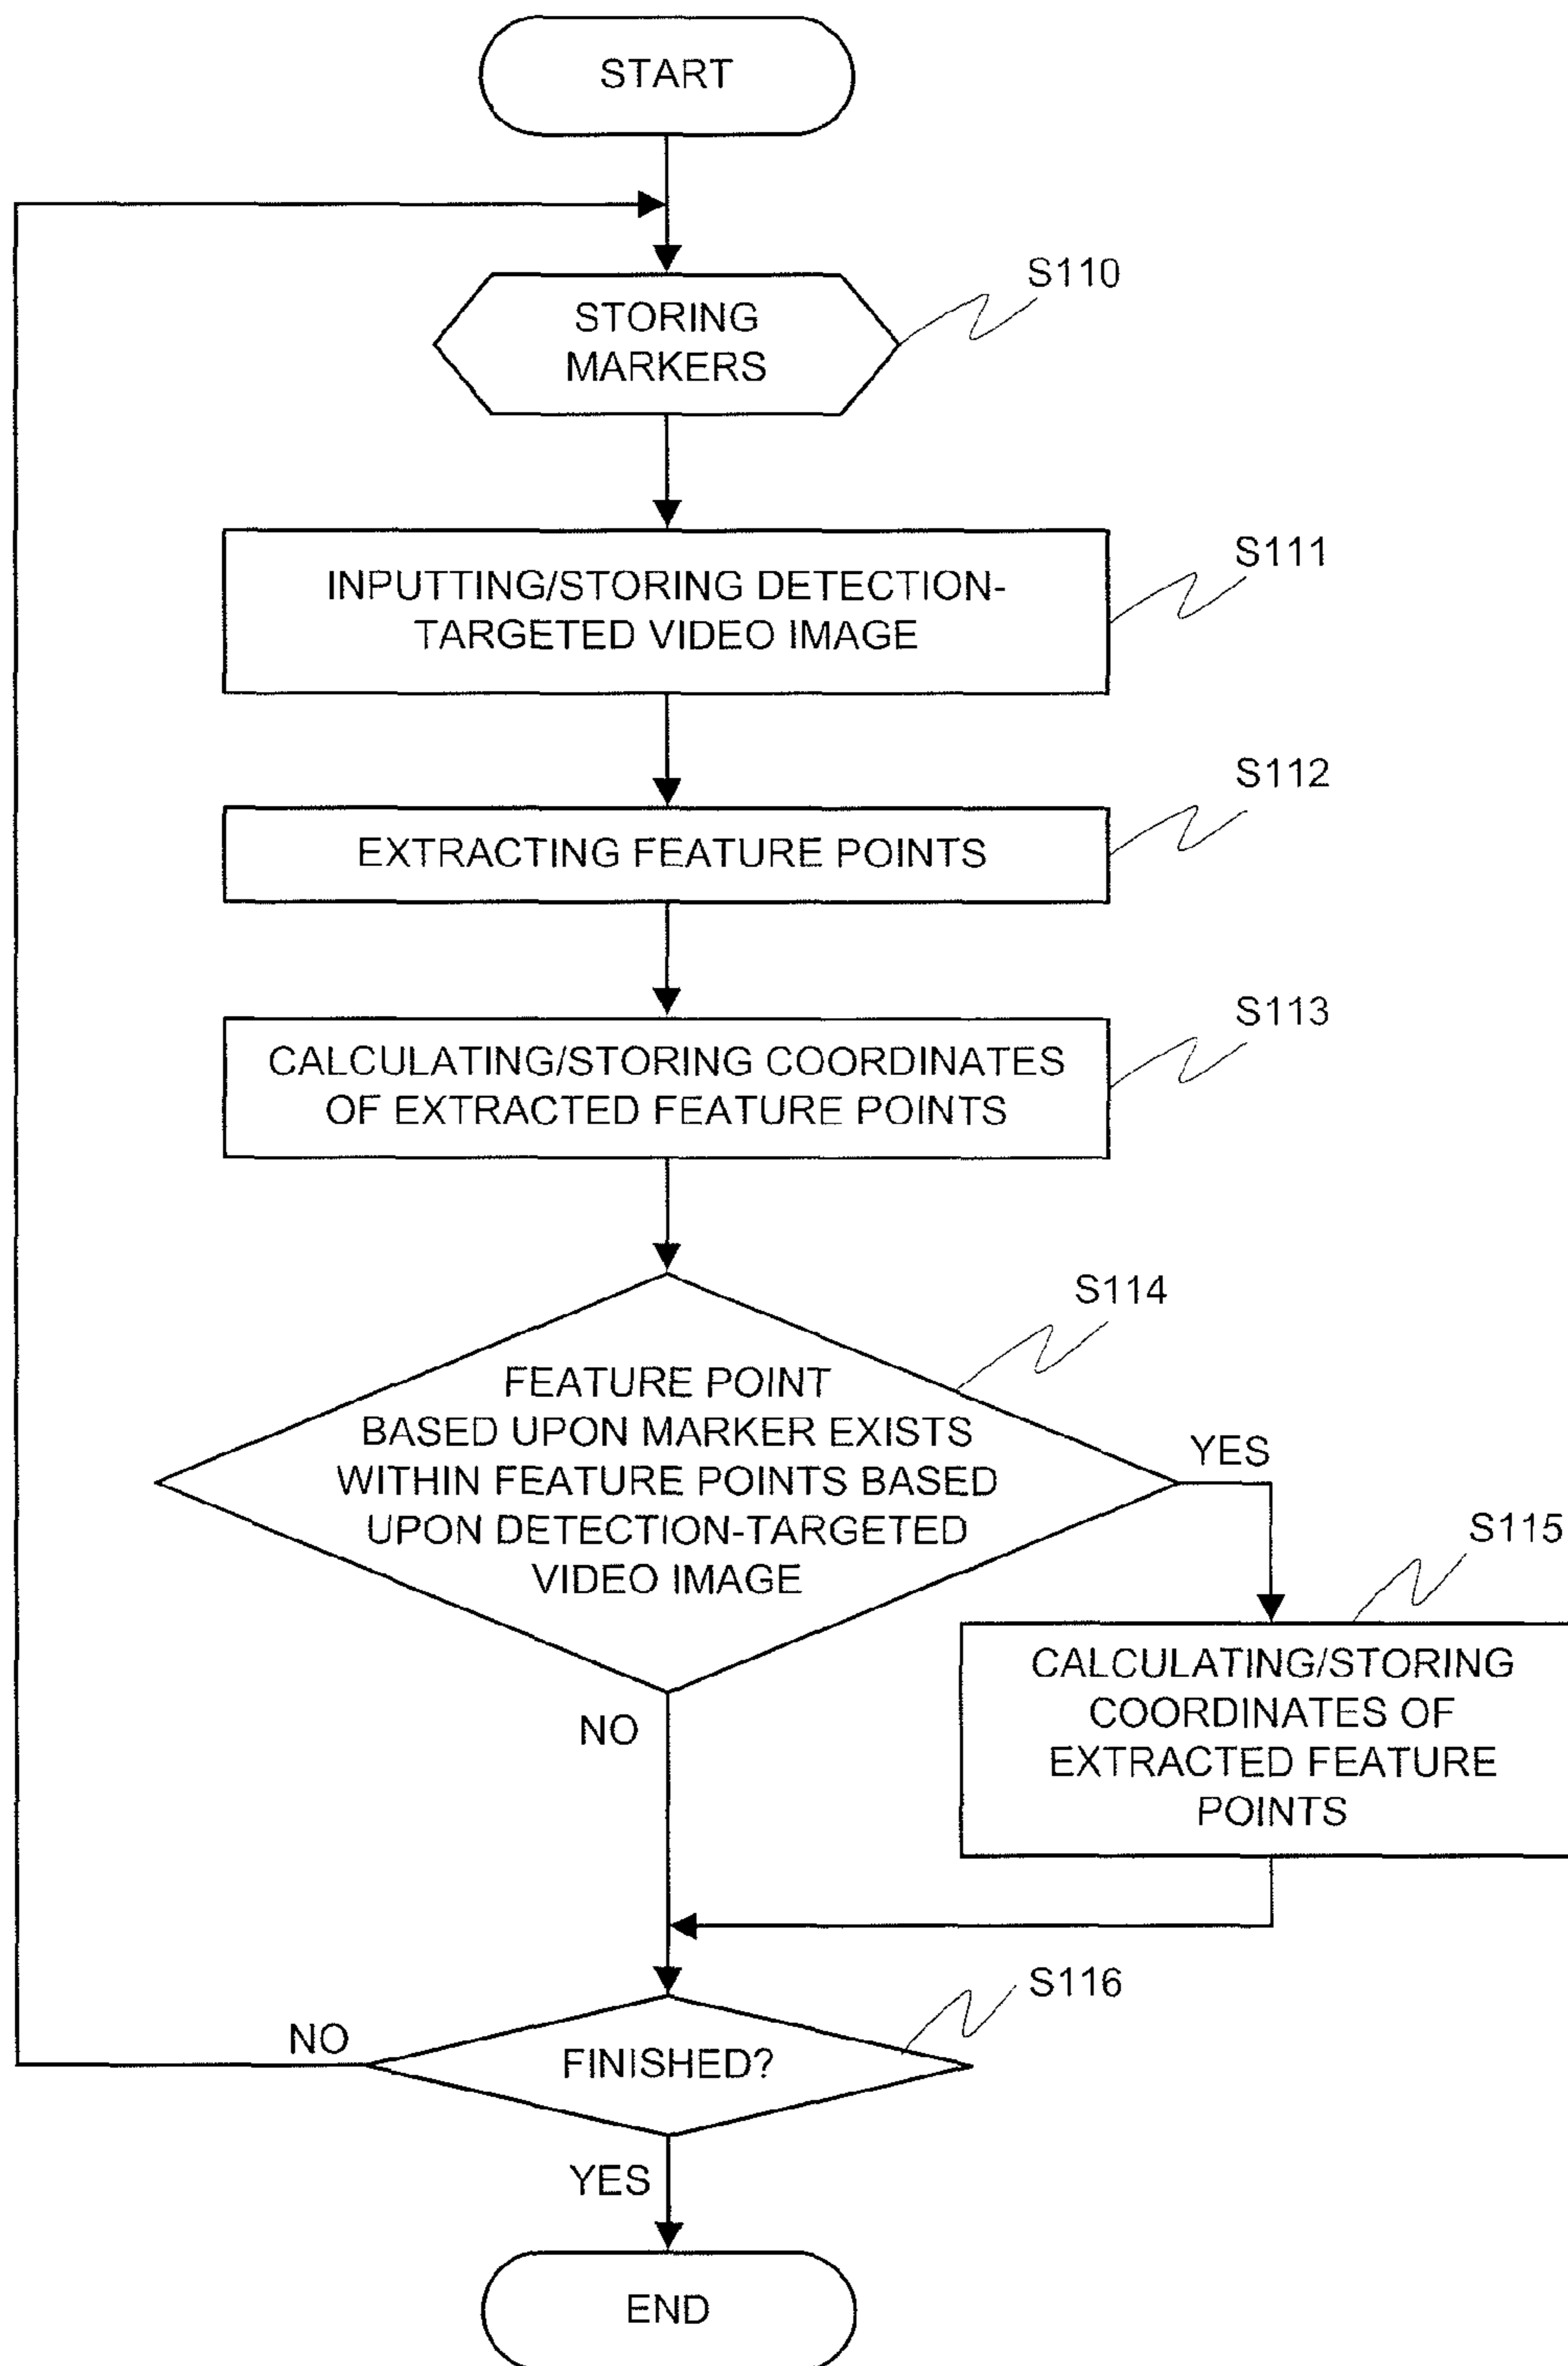 START
S110
STORING
MARKERS
S111
INPUTTING/STORING DETECTION-
TARGETED VIDEO IMAGE
S112
EXTRACTING FEATURE POINTS
S113
CALCULATING/STORING COORDINATES
OF EXTRACTED FEATURE POINTS
S114
FEATURE POINT
BASED UPON MARKER EXISTS
WITHIN FEATURE POINTS BASED
UPON DETECTION-TARGETED
VIDEO IMAGE
YES
S115
CALCULATING/STORING
COORDINATES OF
EXTRACTED FEATURE
POINTS
NO
S116
NO
FINISHED?
YES
END